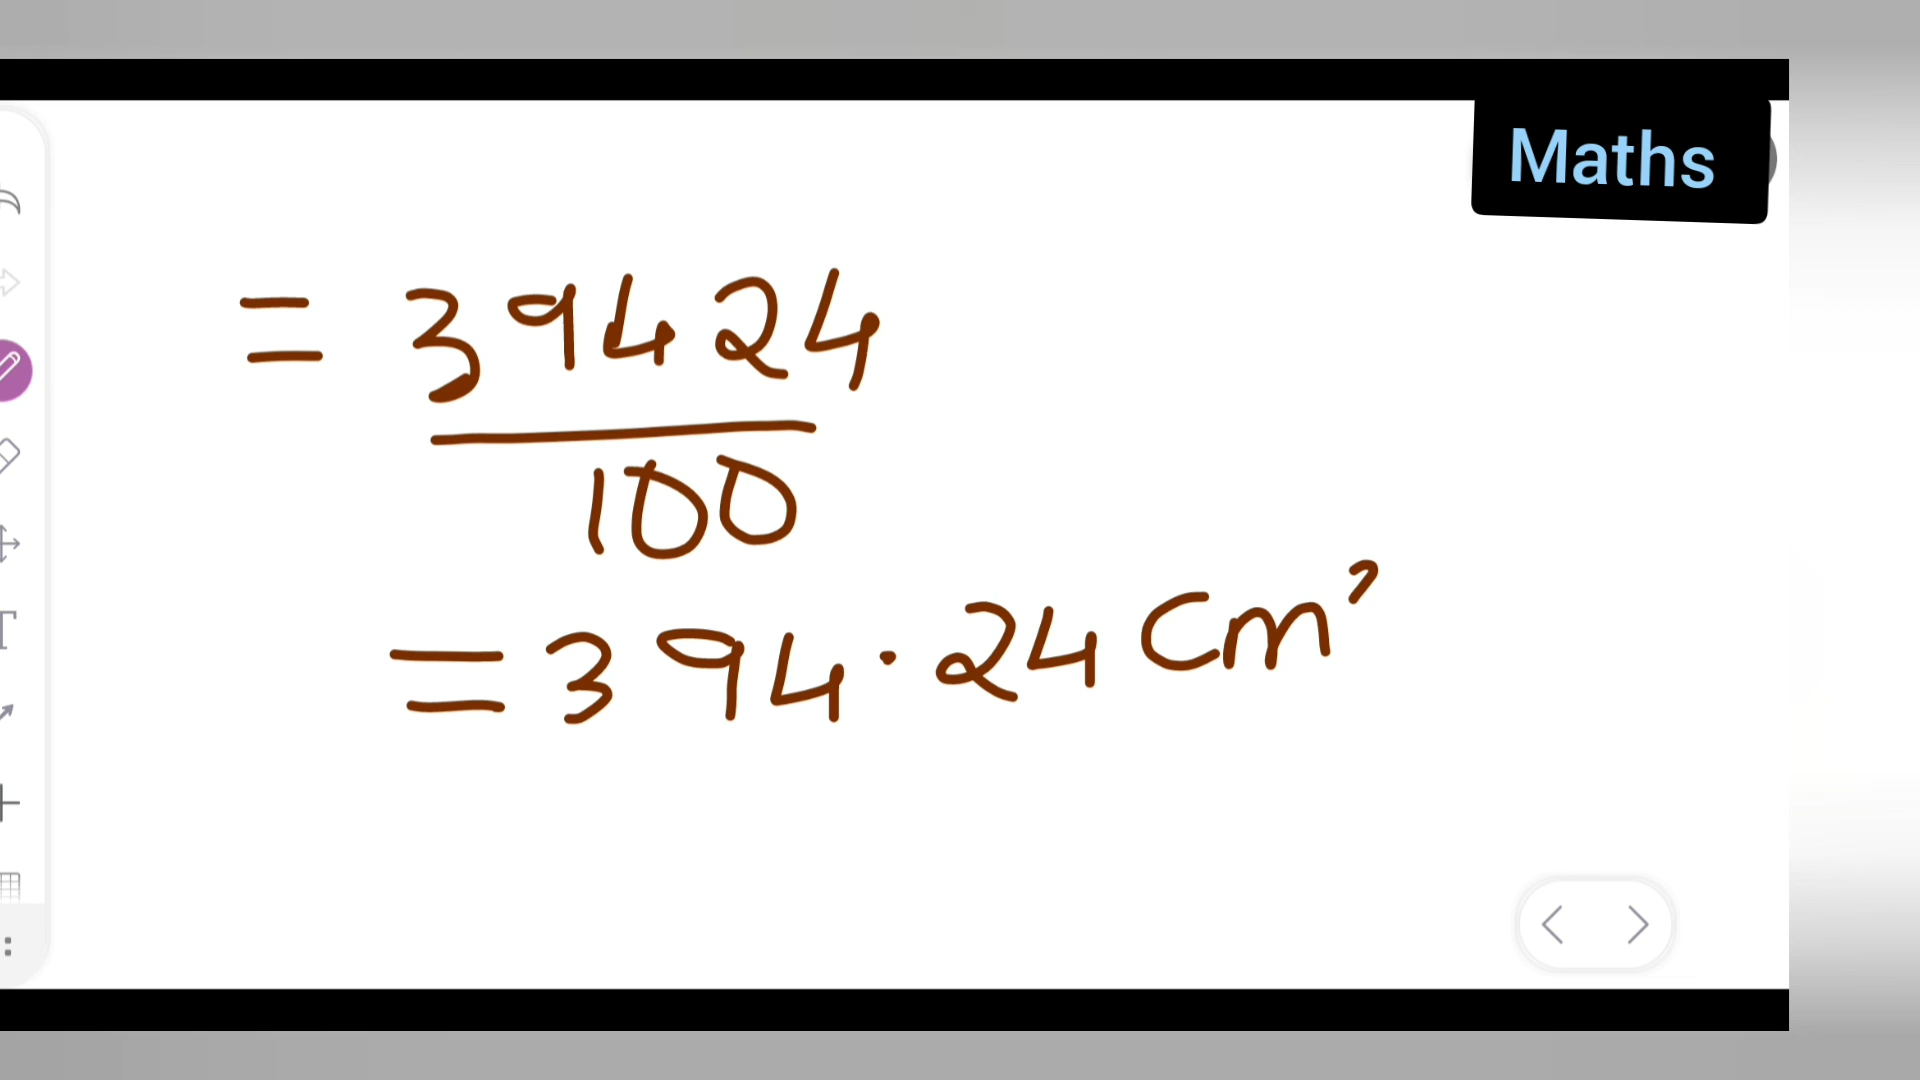 Maths
= 39424
100
= 394.24 cm²